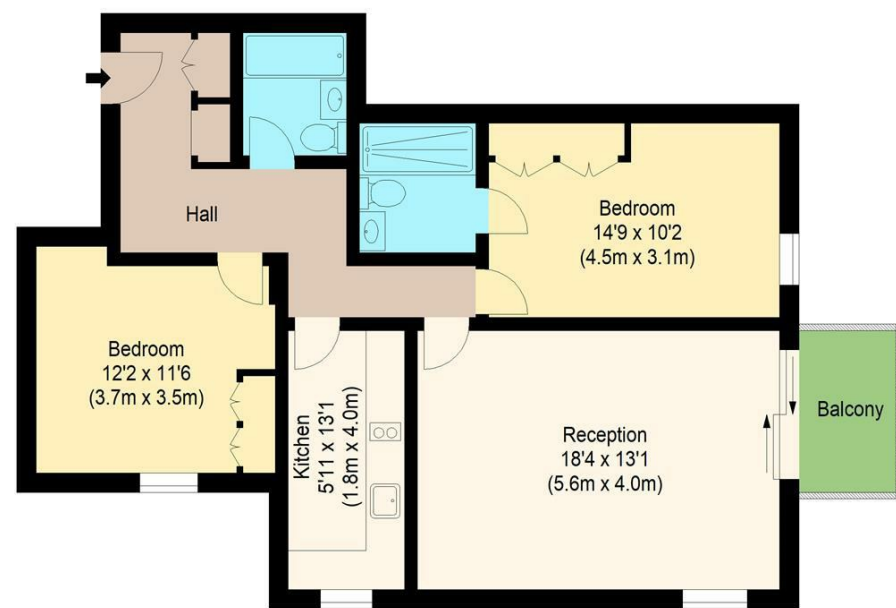 Hall
Bedroom
14'9 x 10'2
(4.5m x 3.1m)
Bedroom
12'2 x 11'6
(3.7m x 3.5m)
Kitchen
5'11 x 13'1
(1.8m x 4.0m)
Reception
18'4 x 13'1
(5.6m x 4.0m)
Balcony